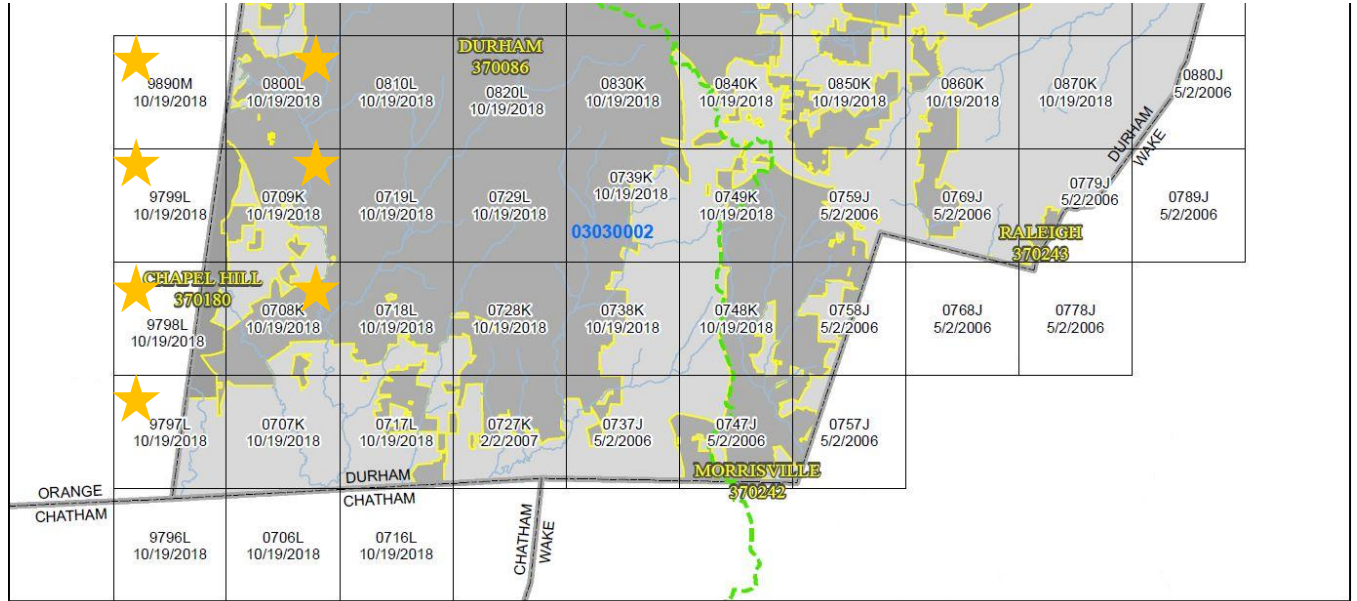 DURHAM
370086
9890M
10/19/2018
0800L
10/19/2018
0810L
10/19/2018
0820L
10/19/2018
0830K
10/19/2018
0840K
10/19/2018
0850K
10/19/2018
0860K
10/19/2018
0870K
10/19/2018
0880J
5/2/2006
DURHAM
WAKE
9799L
10/19/2018
0709K
10/19/2018
0719L
10/19/2018
0729L
10/19/2018
0739K
10/19/2018
0749K
10/19/2018
0759J
5/2/2006
0769J
5/2/2006
0779J
5/2/2006
0789J
5/2/2006
03030002
RALEIGH
370243
CHAPEL HILL
370180
9798L
10/19/2018
0708K
10/19/2018
0718L
10/19/2018
0728K
10/19/2018
0738K
10/19/2018
0748K
10/19/2018
0758J
5/2/2006
0768J
5/2/2006
0778J
5/2/2006
9797L
10/19/2018
0707K
10/19/2018
0717L
10/19/2018
0727K
2/2/2007
0737J
5/2/2006
0747J
5/2/2006
0757J
5/2/2006
MORRISVILLE
370242
ORANGE
CHATHAM
DURHAM
CHATHAM
CHATHAM
WAKE
9796L
10/19/2018
0706L
10/19/2018
0716L
10/19/2018